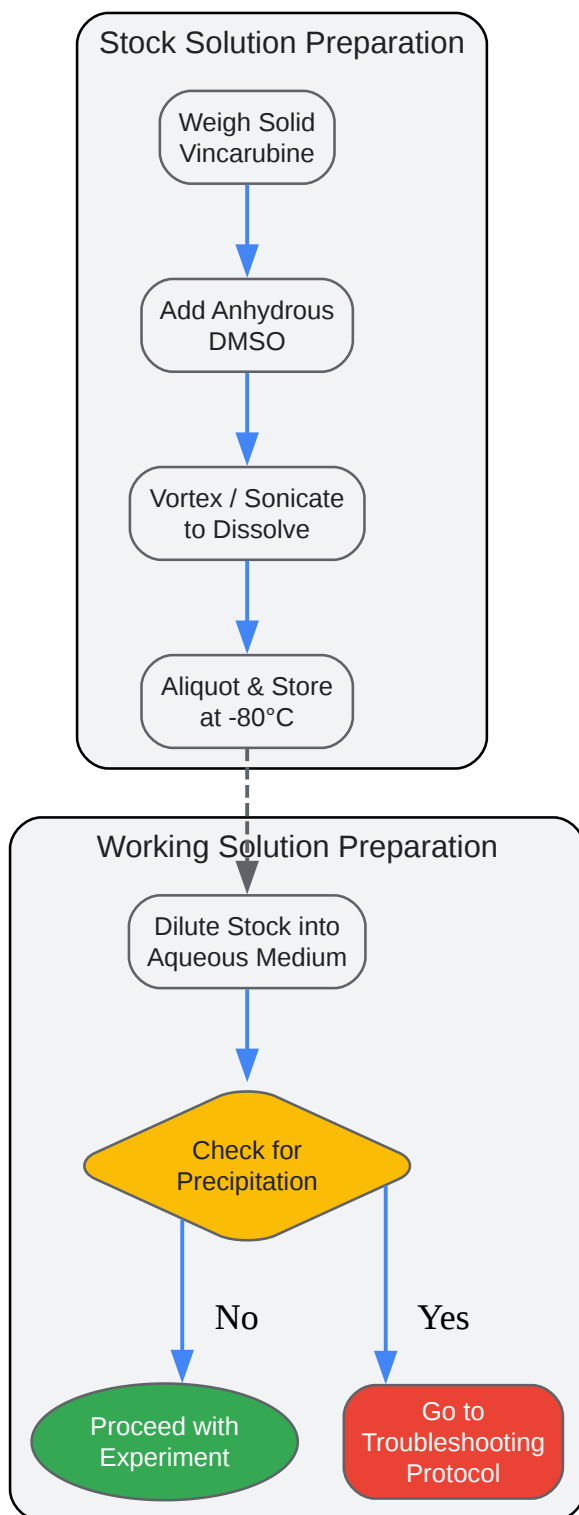 Stock Solution Preparation
Weigh Solid
Vincarubine
Add Anhydrous
DMSO
Vortex / Sonicate
to Dissolve
Aliquot & Store
at -80°C
Working Solution Preparation
Dilute Stock into
Aqueous Medium
Check for
Precipitation
No
Yes
Proceed with
Experiment
Go to
Troubleshooting
Protocol